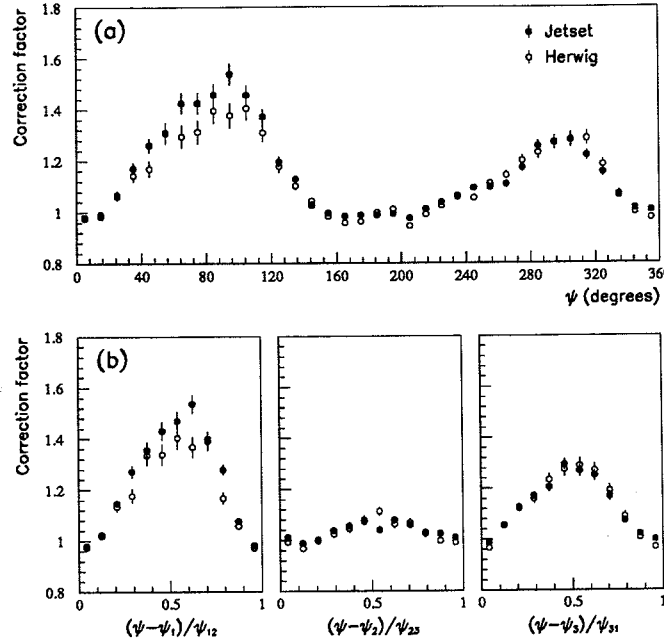 1.8
1.6
1.4
1.2
1
0.8
Correction factor
(a)
Jetset
Herwig
0 40 80 120 160 200 240 280 320 360
ψ (degrees)
1.8
1.6
1.4
1.2
1
0.8
Correction factor
(b)
0 0.5 1
0 0.5 1
0 0.5 1
(ψ−ψ₁)/ψ₁₂
(ψ−ψ₂)/ψ₂₃
(ψ−ψ₃)/ψ₃₁